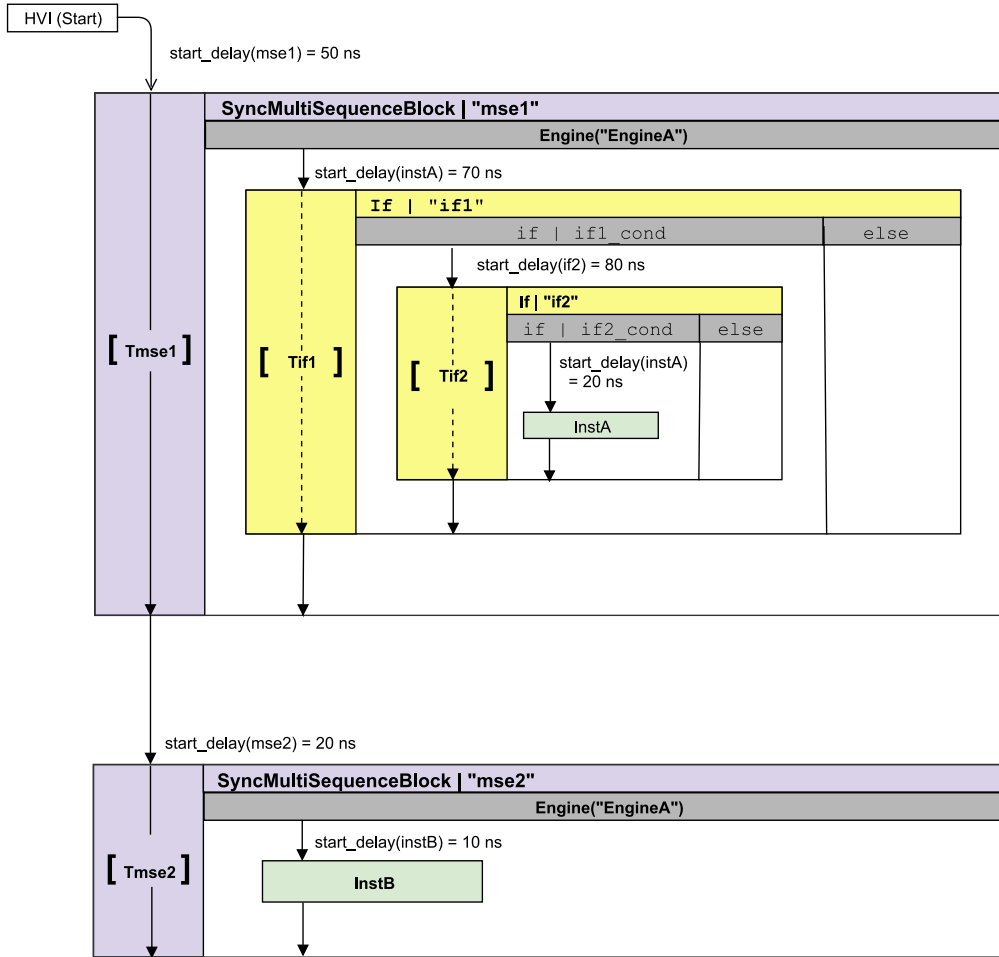 HVI (Start)
start_delay(mse1) = 50 ns
SyncMultiSequenceBlock | "mse1"
Engine("EngineA")
start_delay(instA) = 70 ns
If | "if1"
if | if1_cond
else
start_delay(if2) = 80 ns
If | "if2"
if | if2_cond
else
[ Tmse1 ]
[ Tif1 ]
[ Tif2 ]
start_delay(instA)
= 20 ns
InstA
start_delay(mse2) = 20 ns
SyncMultiSequenceBlock | "mse2"
Engine("EngineA")
start_delay(instB) = 10 ns
[ Tmse2 ]
InstB